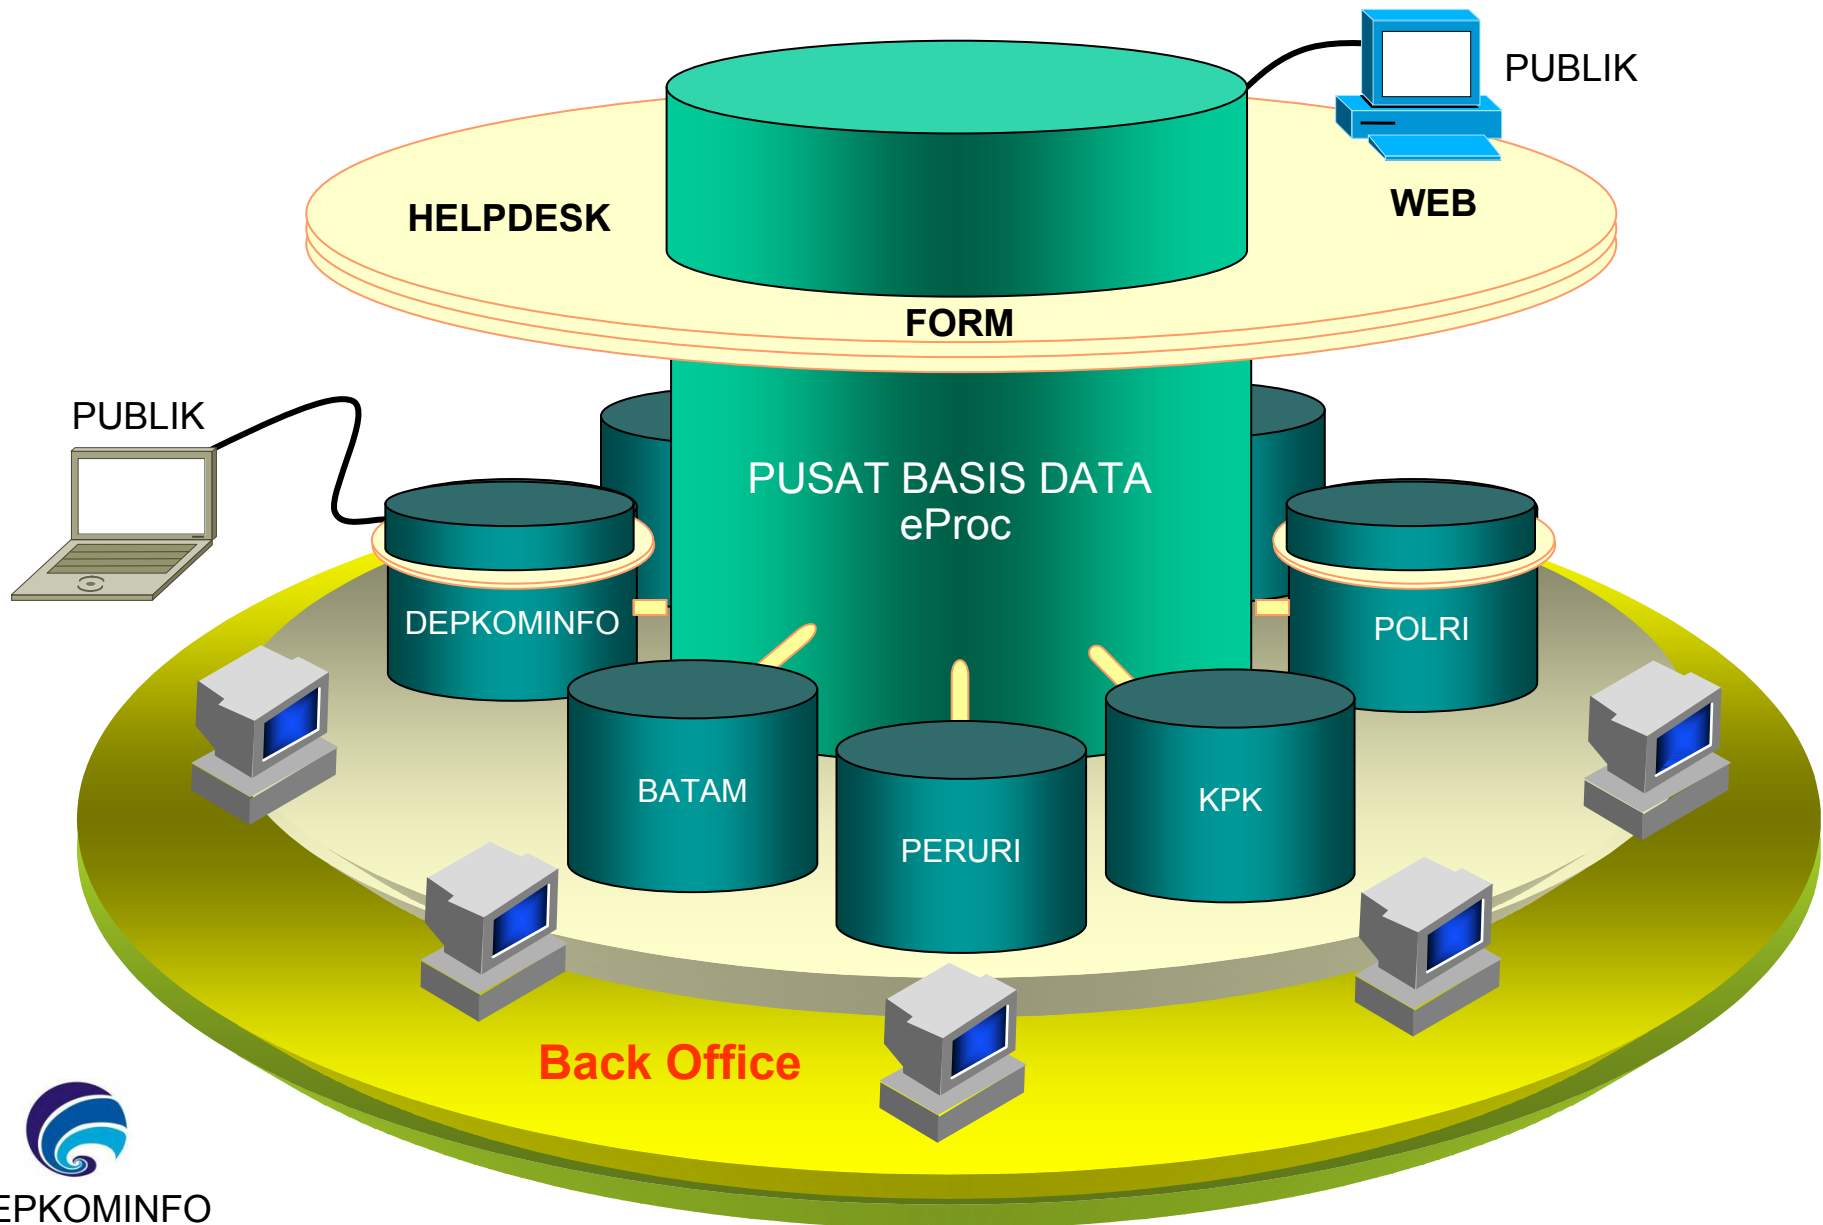 PUBLIK
WEB
HELPDESK
FORM
PUBLIK
PUSAT BASIS DATA
eProc
DEPKOMINFO
POLRI
BATAM
KPK
PERURI
Back Office
EPKOMINFO